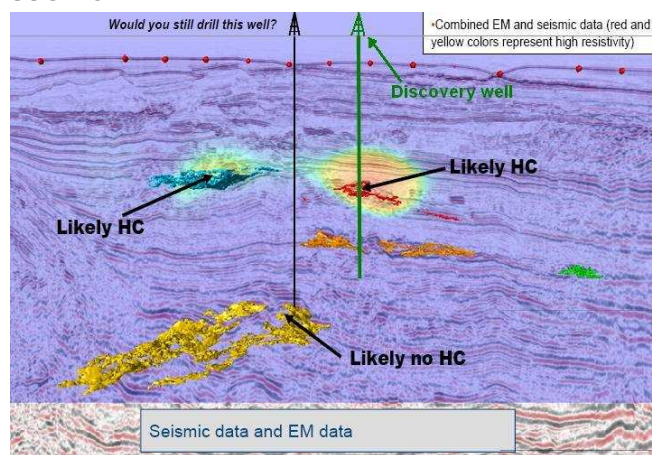 Would you still drill this well?
•Combined EM and seismic data (red and
yellow colors represent high resistivity)
Discovery well
Likely HC
Likely HC
Likely no HC
Seismic data and EM data